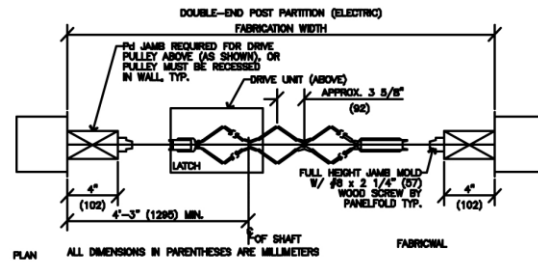 DOUBLE-END POST PARTITION (ELECTRIC)
FABRICATION WIDTH
Pd JAMB REQUIRED FOR DRIVE
PULLEY ABOVE (AS SHOWN), OR
PULLEY MUST BE RECESSED
IN WALL, TYP.
DRIVE UNIT (ABOVE)
APPROX. 3 5/8"
(92)
LATCH
FULL HEIGHT JAMB MOLD
W/ #8 x 2 1/4" (57)
WOOD SCREW BY
PANELFOLD TYP.
4"
(102)
4"
(102)
4'-3" (1295) MIN.
℄ OF SHAFT
PLAN
ALL DIMENSIONS IN PARENTHESES ARE MILLIMETERS
FABRICWAL